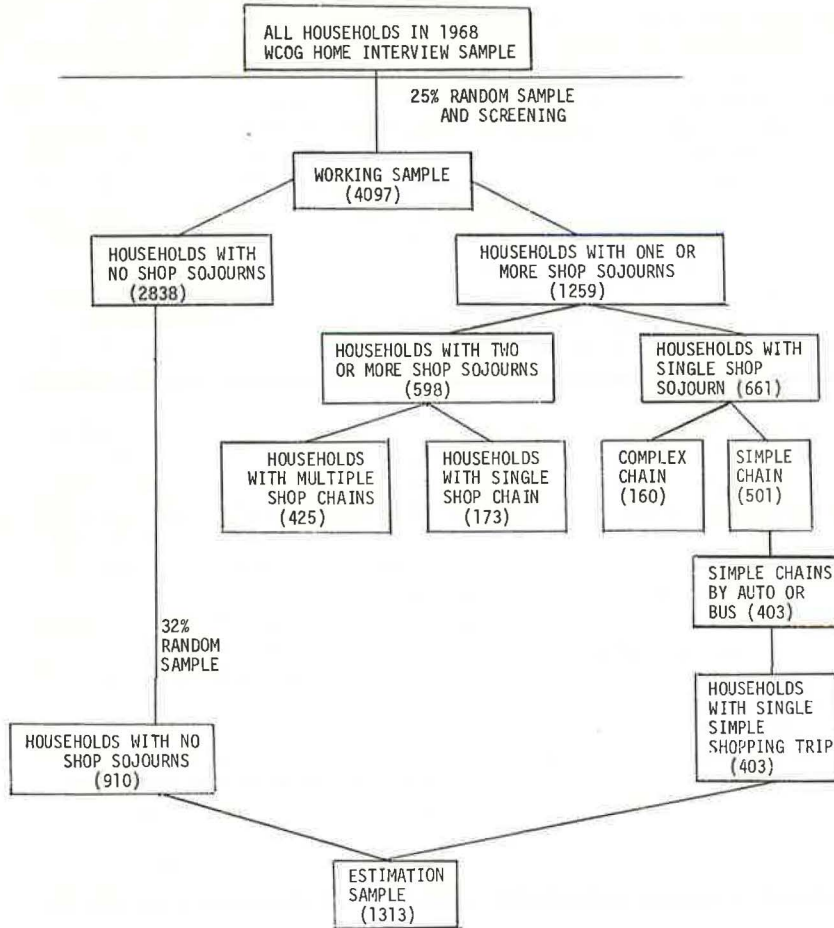 ALL HOUSEHOLDS IN 1968
WCOG HOME INTERVIEW SAMPLE
25% RANDOM SAMPLE
AND SCREENING
WORKING SAMPLE
(4097)
HOUSEHOLDS WITH
NO SHOP SOJOURNS
(2838)
HOUSEHOLDS WITH ONE OR
MORE SHOP SOJOURNS
(1259)
HOUSEHOLDS WITH TWO
OR MORE SHOP SOJOURNS
(598)
HOUSEHOLDS WITH
SINGLE SHOP
SOJOURN (661)
HOUSEHOLDS
WITH MULTIPLE
SHOP CHAINS
(425)
HOUSEHOLDS
WITH SINGLE
SHOP CHAIN
(173)
COMPLEX
CHAIN
(160)
SIMPLE
CHAIN
(501)
SIMPLE CHAINS
BY AUTO OR
BUS (403)
32%
RANDOM
SAMPLE
HOUSEHOLDS
WITH SINGLE
SIMPLE
SHOPPING TRIP
(403)
HOUSEHOLDS WITH NO
SHOP SOJOURNS
(910)
ESTIMATION
SAMPLE
(1313)